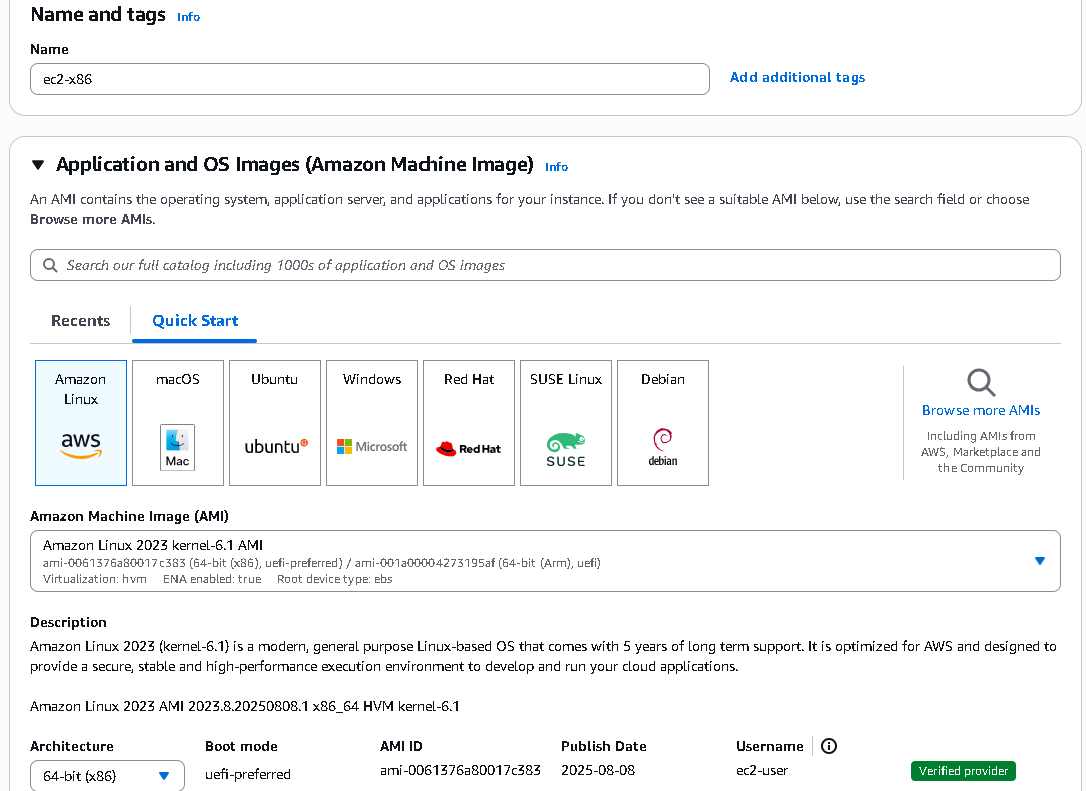 Name and tags Info
Name
ec2-x86
Add additional tags
Application and OS Images (Amazon Machine Image) Info
An AMI contains the operating system, application server, and applications for your instance. If you don't see a suitable AMI below, use the search field or choose
Browse more AMIs.
Search our full catalog including 1000s of application and OS images
Recents
Quick Start
Amazon
Linux
aws
macOS
Mac
Ubuntu
ubuntu
Windows
Microsoft
Red Hat
Red Hat
SUSE Linux
SUSE
Debian
debian
Browse more AMIs
Including AMIs from
AWS, Marketplace and
the Community
Amazon Machine Image (AMI)
Amazon Linux 2023 kernel-6.1 AMI
ami-0061376a80017c383 (64-bit (x86), uefi-preferred) / ami-001a00004273195af (64-bit (Arm), uefi)
Virtualization: hvm ENA enabled: true Root device type: ebs
Description
Amazon Linux 2023 (kernel-6.1) is a modern, general purpose Linux-based OS that comes with 5 years of long term support. It is optimized for AWS and designed to
provide a secure, stable and high-performance execution environment to develop and run your cloud applications.
Amazon Linux 2023 AMI 2023.8.20250808.1 x86_64 HVM kernel-6.1
Architecture
64-bit (x86)
Boot mode
uefi-preferred
AMI ID
ami-0061376a80017c383
Publish Date
2025-08-08
Username
ec2-user
Verified provider